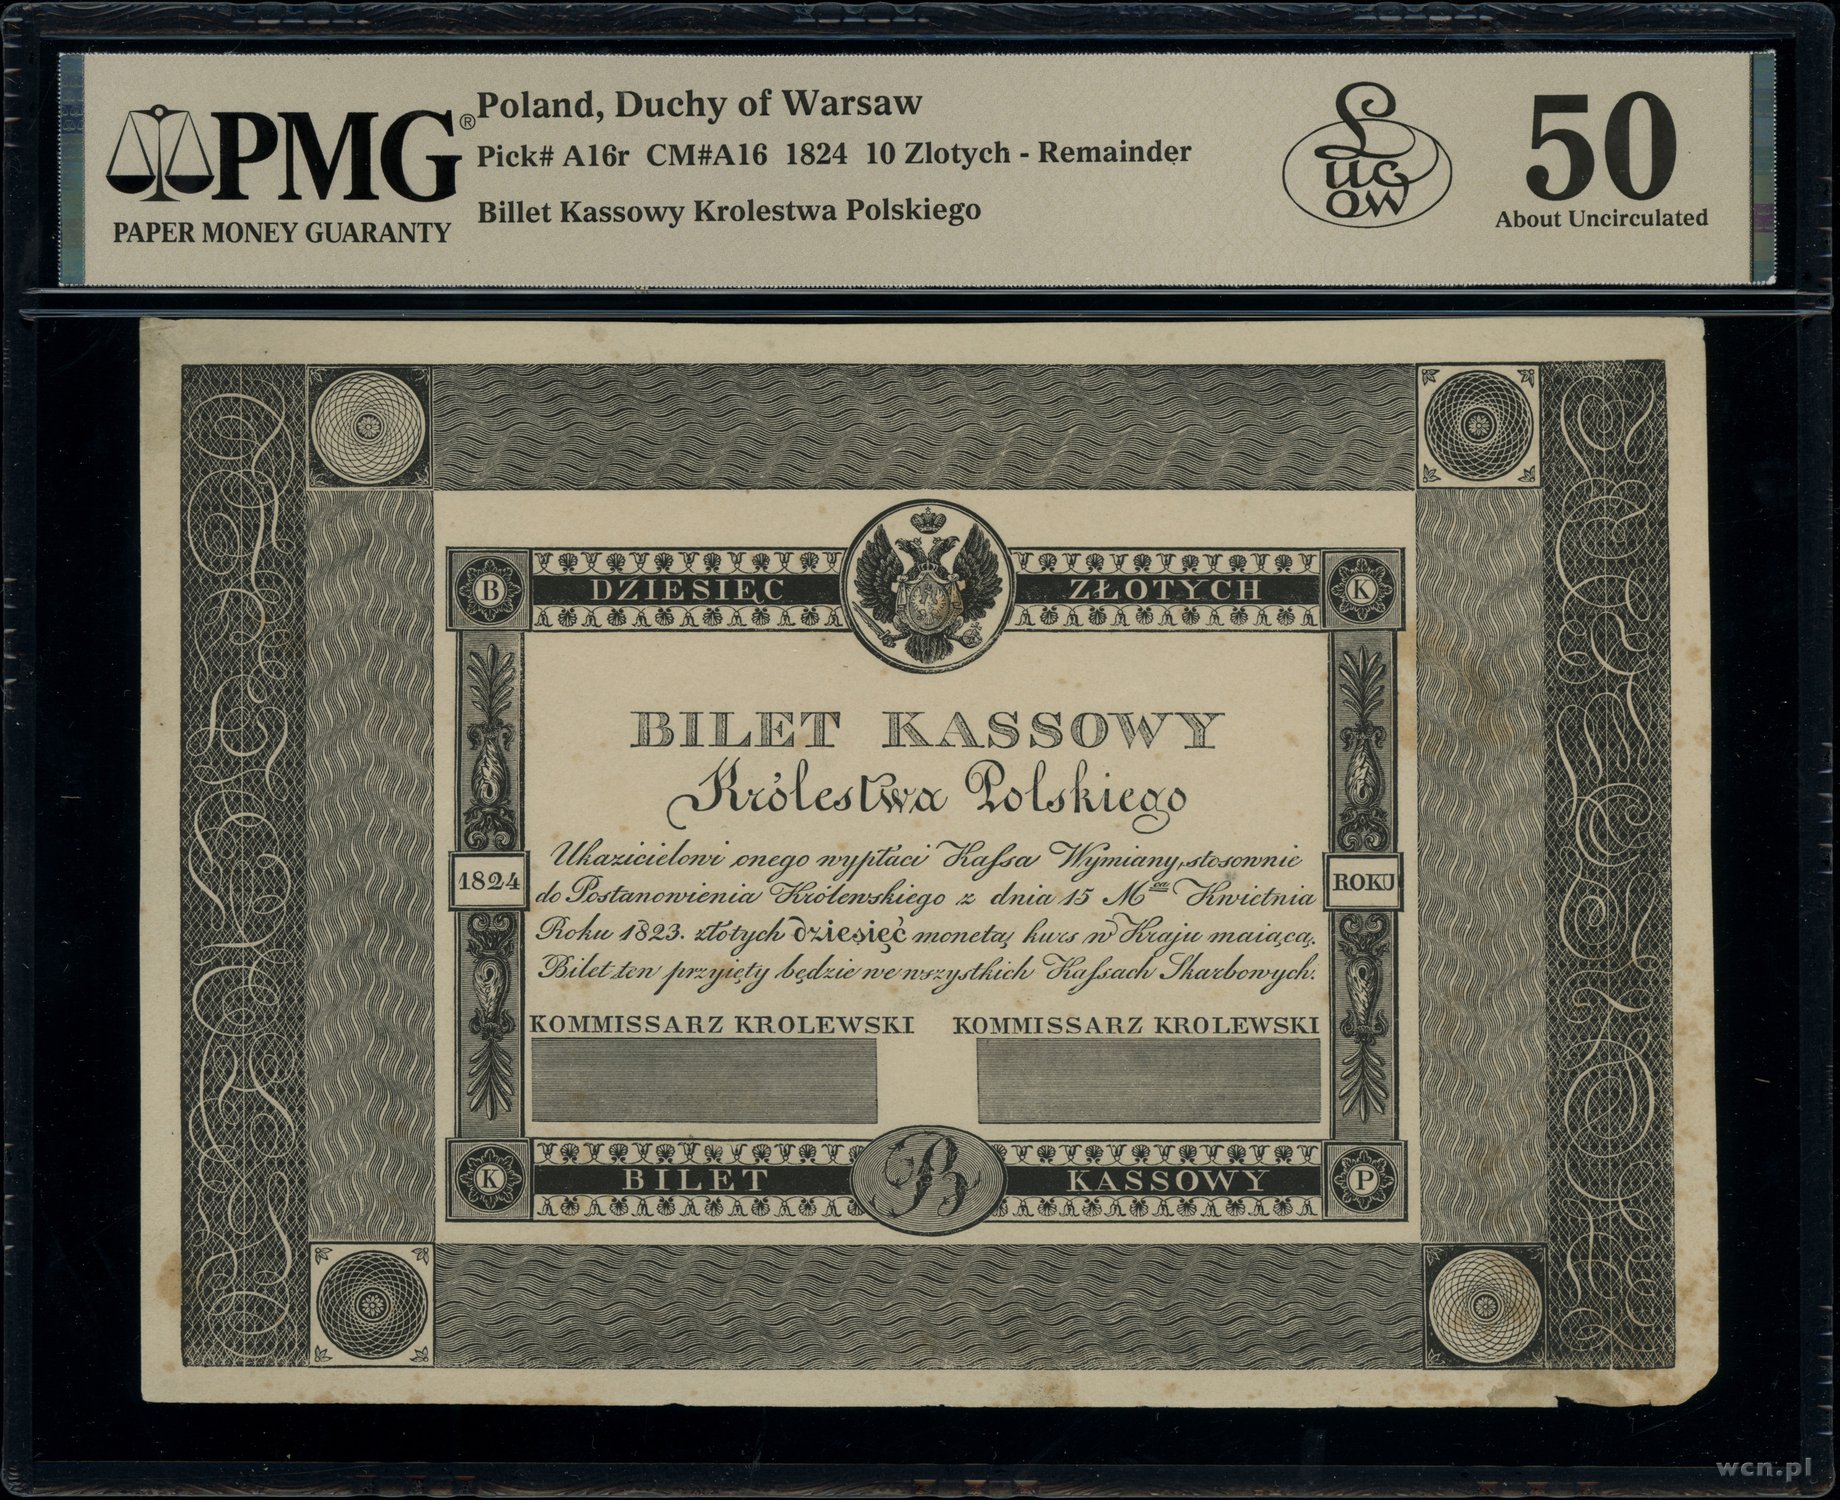 PMG®
PAPER MONEY GUARANTY
Poland, Duchy of Warsaw
Pick# A16r CM#A16 1824 10 Zlotych - Remainder
Billet Kassowy Krolestwa Polskiego
Lucow
50
About Uncirculated
B DZIESIĘC ZŁOTYCH K
BILET KASSOWY
Królestwa Polskiego
Ukazicielowi onego wypłaci Kassa Wymiany, stosownie
do Postanowienia Królewskiego z dnia 15 Mca Kwietnia
Roku 1823. złotych dziesięć monetą kurs w Kraju maiącą.
Bilet ten przyięty będzie we wszystkich Kassach Skarbowych.
1824 ROKU
KOMMISSARZ KROLEWSKI KOMMISSARZ KROLEWSKI
K BILET B KASSOWY P
wcn.pl